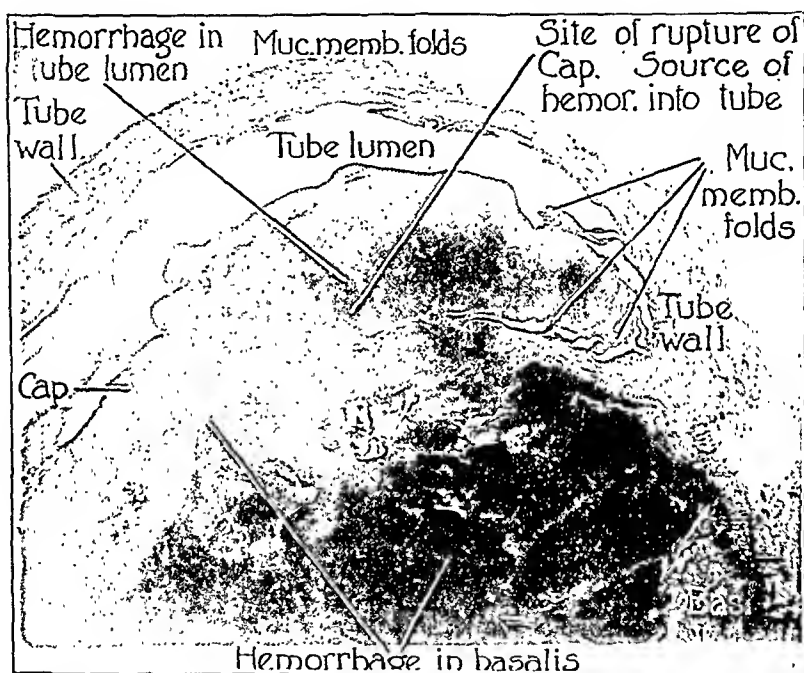 Hemorrhage in
tube lumen
Muc.memb. folds
Site of rupture of
Cap. Source of
hemor. into tube
Tube
wall.
Tube lumen
Muc.
memb.
folds
Tube
wall
Cap.
Bas.
Hemorrhage in basalis